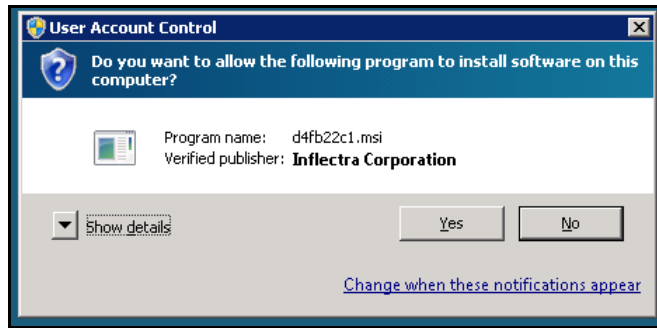 User Account Control
Do you want to allow the following program to install software on this
computer?
Program name: d4fb22c1.msi
Verified publisher: Inflectra Corporation
Show details
Yes
No
Change when these notifications appear